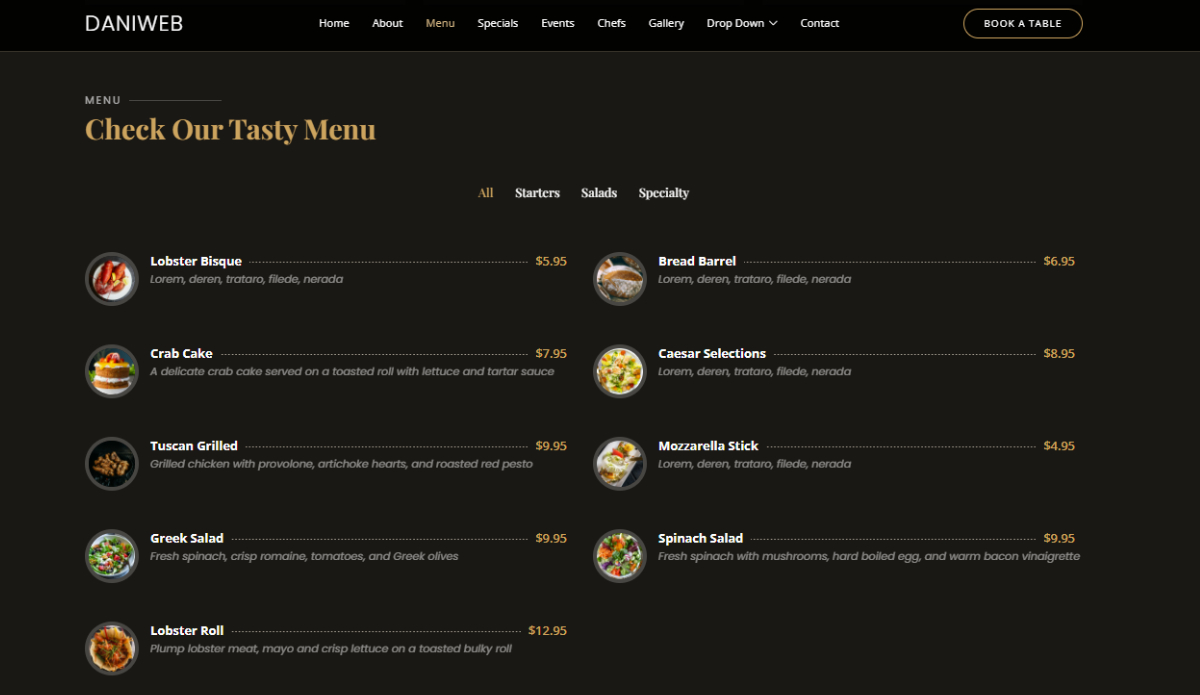 DANIWEB
Home About Menu Specials Events Chefs Gallery Drop Down Contact
BOOK A TABLE
MENU
Check Our Tasty Menu
All Starters Salads Specialty
Lobster Bisque $5.95
Lorem, deren, trataro, filede, nerada
Bread Barrel $6.95
Lorem, deren, trataro, filede, nerada
Crab Cake $7.95
A delicate crab cake served on a toasted roll with lettuce and tartar sauce
Caesar Selections $8.95
Lorem, deren, trataro, filede, nerada
Tuscan Grilled $9.95
Grilled chicken with provolone, artichoke hearts, and roasted red pesto
Mozzarella Stick $4.95
Lorem, deren, trataro, filede, nerada
Greek Salad $9.95
Fresh spinach, crisp romaine, tomatoes, and Greek olives
Spinach Salad $9.95
Fresh spinach with mushrooms, hard boiled egg, and warm bacon vinaigrette
Lobster Roll $12.95
Plump lobster meat, mayo and crisp lettuce on a toasted bulky roll